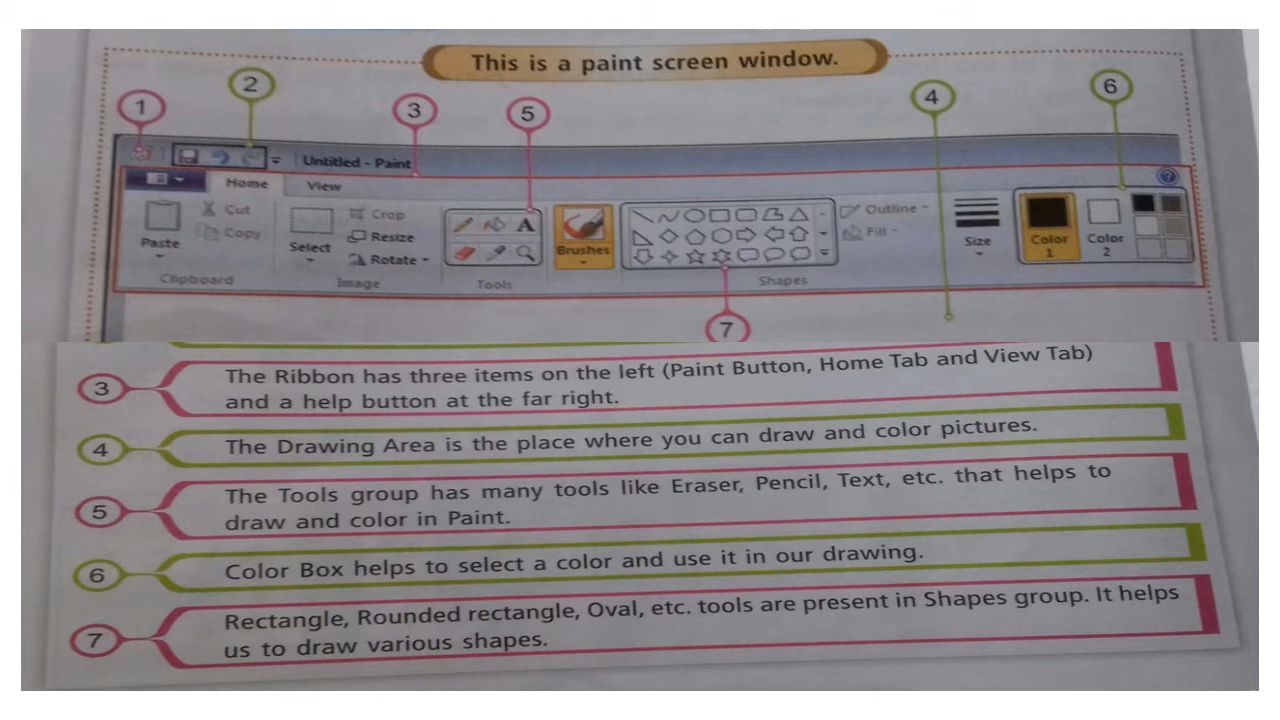 This is a paint screen window.
1
2
3
5
4
6
Untitled - Paint
Home
View
Paste
Cut
Copy
Clipboard
Select
Crop
Resize
Rotate
Image
A
Tools
Brushes
Shapes
Outline
Fill
Size
Color 1
Color 2
7
3 The Ribbon has three items on the left (Paint Button, Home Tab and View Tab)
and a help button at the far right.
4 The Drawing Area is the place where you can draw and color pictures.
5 The Tools group has many tools like Eraser, Pencil, Text, etc. that helps to
draw and color in Paint.
6 Color Box helps to select a color and use it in our drawing.
7 Rectangle, Rounded rectangle, Oval, etc. tools are present in Shapes group. It helps
us to draw various shapes.